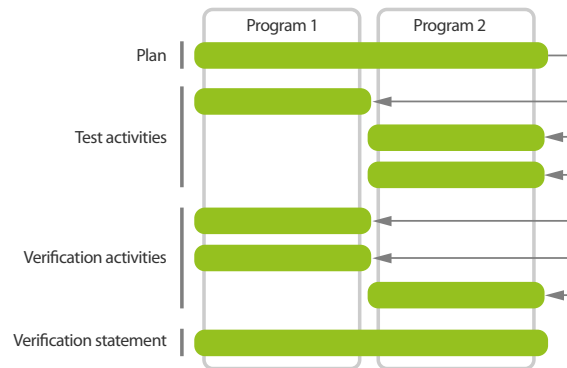 Program 1
Program 2
Plan
Test activities
Verification activities
Verification statement